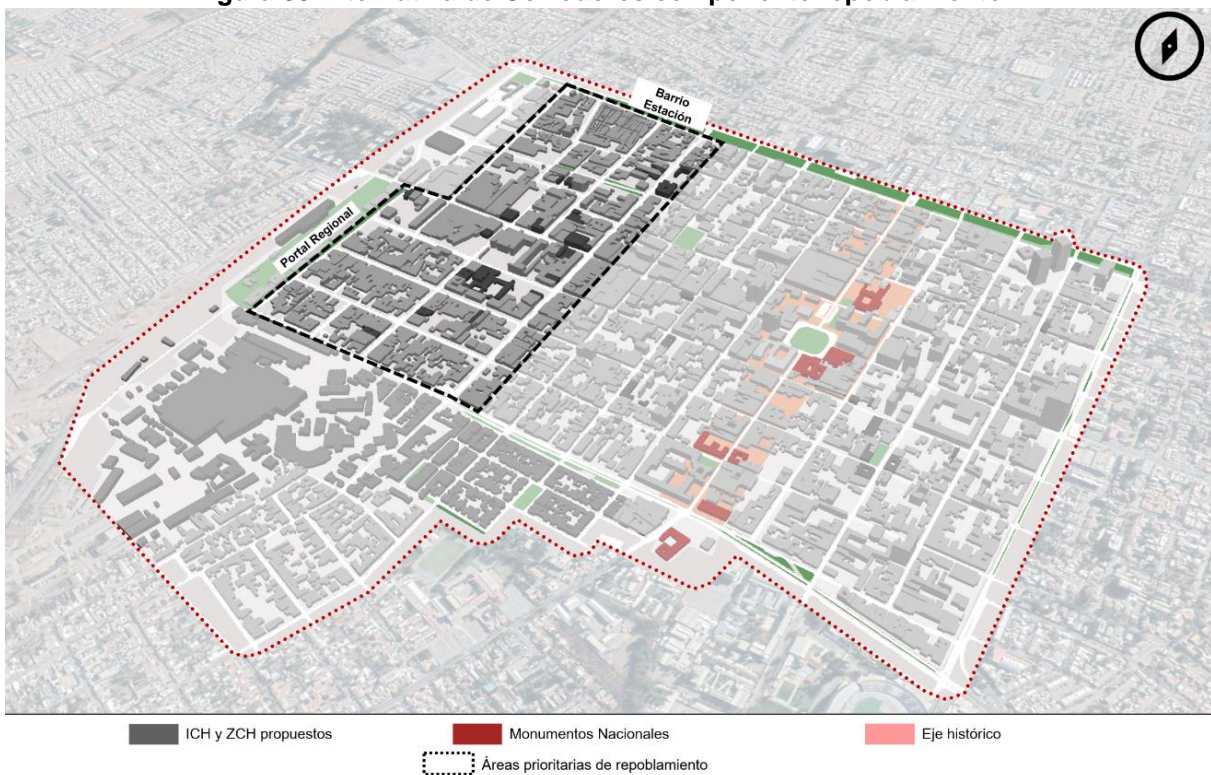 Barrio
Estación
Portal Regional
ICH y ZCH propuestos
Monumentos Nacionales
Eje histórico
Áreas prioritarias de repoblamiento